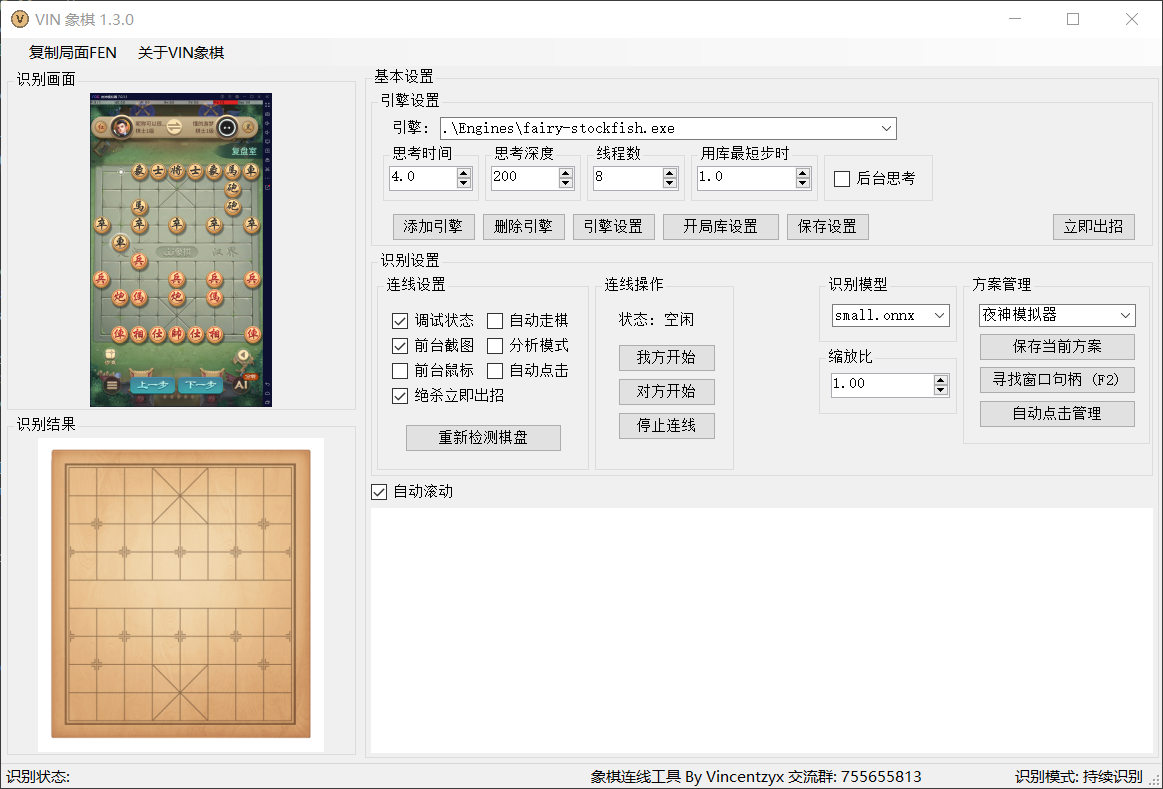 VIN 象棋 1.3.0
复制局面FEN 关于VIN象棋
识别画面
复盘室
象 士 将 士 象 馬 車
砲
馬 砲
卒 卒 卒 卒 卒
車
汉界
兵
兵 兵 兵 兵
炮 傌 炮 傌
俥 相 仕 帥 仕 相 俥
上一步 下一步 AI
识别结果
基本设置
引擎设置
引擎: .\Engines\fairy-stockfish.exe
思考时间 思考深度 线程数 用库最短步时
4.0 200 8 1.0 后台思考
添加引擎 删除引擎 引擎设置 开局库设置 保存设置 立即出招
识别设置
连线设置
调试状态 自动走棋
前台截图 分析模式
前台鼠标 自动点击
绝杀立即出招
重新检测棋盘
连线操作
状态: 空闲
我方开始
对方开始
停止连线
识别模型
small.onnx
缩放比
1.00
方案管理
夜神模拟器
保存当前方案
寻找窗口句柄 (F2)
自动点击管理
自动滚动
识别状态:
象棋连线工具 By Vincentzyx 交流群: 755655813
识别模式: 持续识别